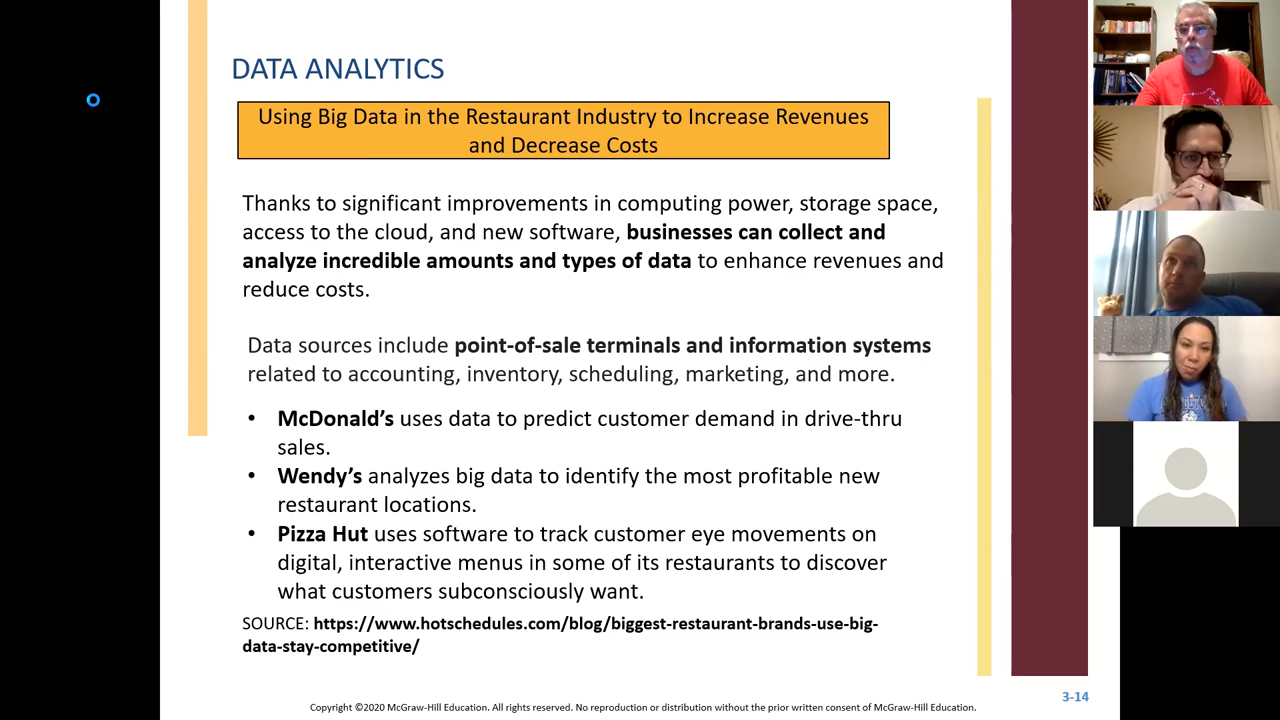 DATA ANALYTICS
Using Big Data in the Restaurant Industry to Increase Revenues
and Decrease Costs
Thanks to significant improvements in computing power, storage space,
access to the cloud, and new software, businesses can collect and
analyze incredible amounts and types of data to enhance revenues and
reduce costs.
Data sources include point-of-sale terminals and information systems
related to accounting, inventory, scheduling, marketing, and more.
• McDonald’s uses data to predict customer demand in drive-thru
sales.
• Wendy’s analyzes big data to identify the most profitable new
restaurant locations.
• Pizza Hut uses software to track customer eye movements on
digital, interactive menus in some of its restaurants to discover
what customers subconsciously want.
SOURCE: https://www.hotschedules.com/blog/biggest-restaurant-brands-use-big-
data-stay-competitive/
3-14
Copyright ©2020 McGraw-Hill Education. All rights reserved. No reproduction or distribution without the prior written consent of McGraw-Hill Education.